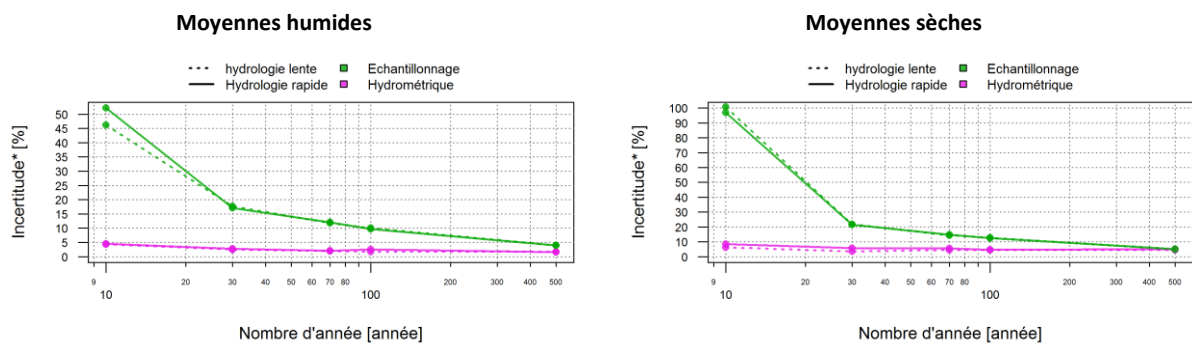 Moyennes humides
hydrologie lente Echantillonnage
Hydrologie rapide Hydrométrique
Incertitude* [%]
50
45
40
35
30
25
20
15
10
5
0
9 20 30 40 50 60 70 80 200 300 400 500
10 100
Nombre d'année [année]
Moyennes sèches
hydrologie lente Echantillonnage
Hydrologie rapide Hydrométrique
Incertitude* [%]
100
90
80
70
60
50
40
30
20
10
0
9 20 30 40 50 60 70 80 200 300 400 500
10 100
Nombre d'année [année]